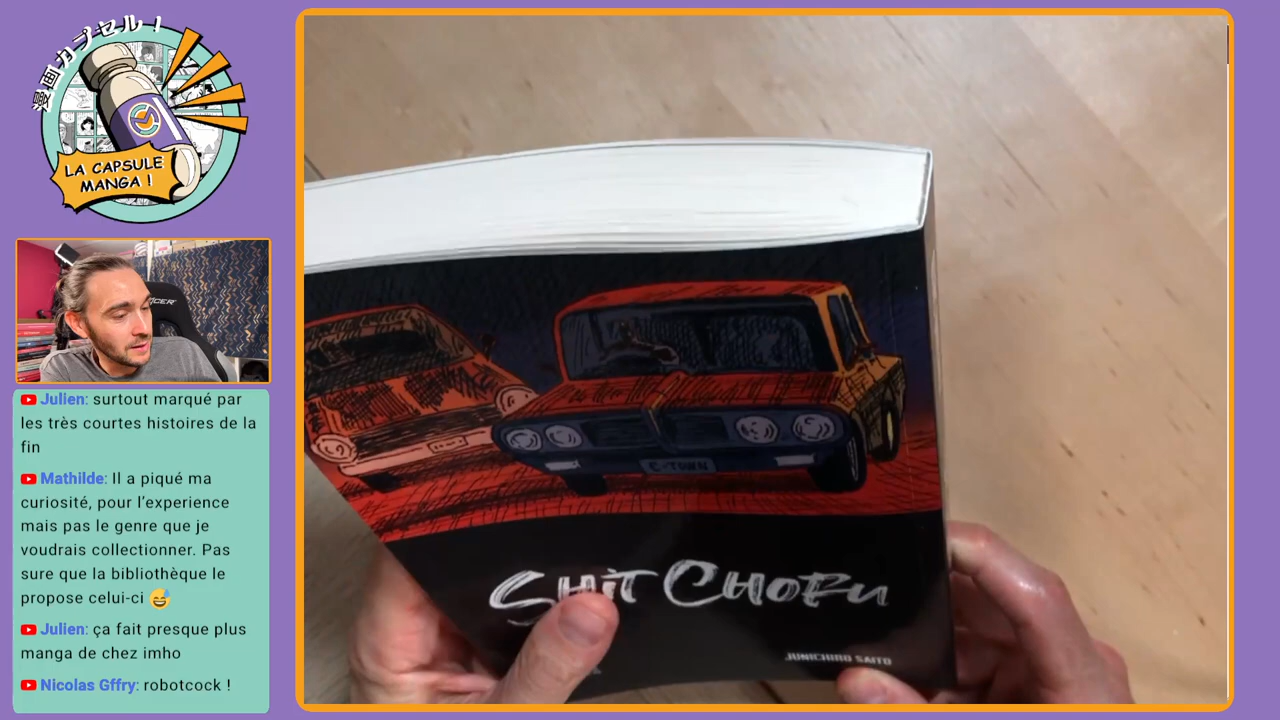 漫画カプセル!
LA CAPSULE
MANGA !
Julien: surtout marqué par
les très courtes histoires de la
fin
Mathilde: Il a piqué ma
curiosité, pour l’experience
mais pas le genre que je
voudrais collectionner. Pas
sure que la bibliothèque le
propose celui-ci 😅
Julien: ça fait presque plus
manga de chez imho
Nicolas Gffry: robotcock !
C-TOWN
SHIT CHOFU
JUNICHIRO SAITO